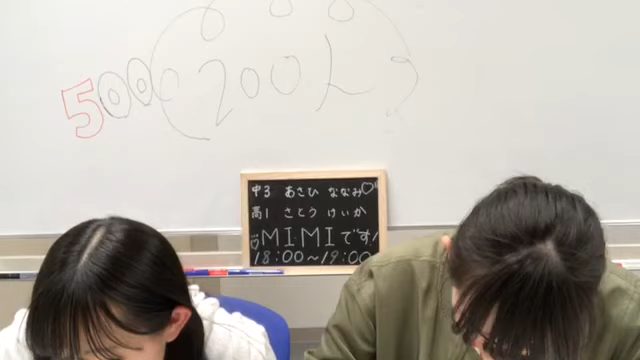 500
200人
中3 あさひ ななみ♡
高1 さとう けいか
MIMIです!
18:00~19:00